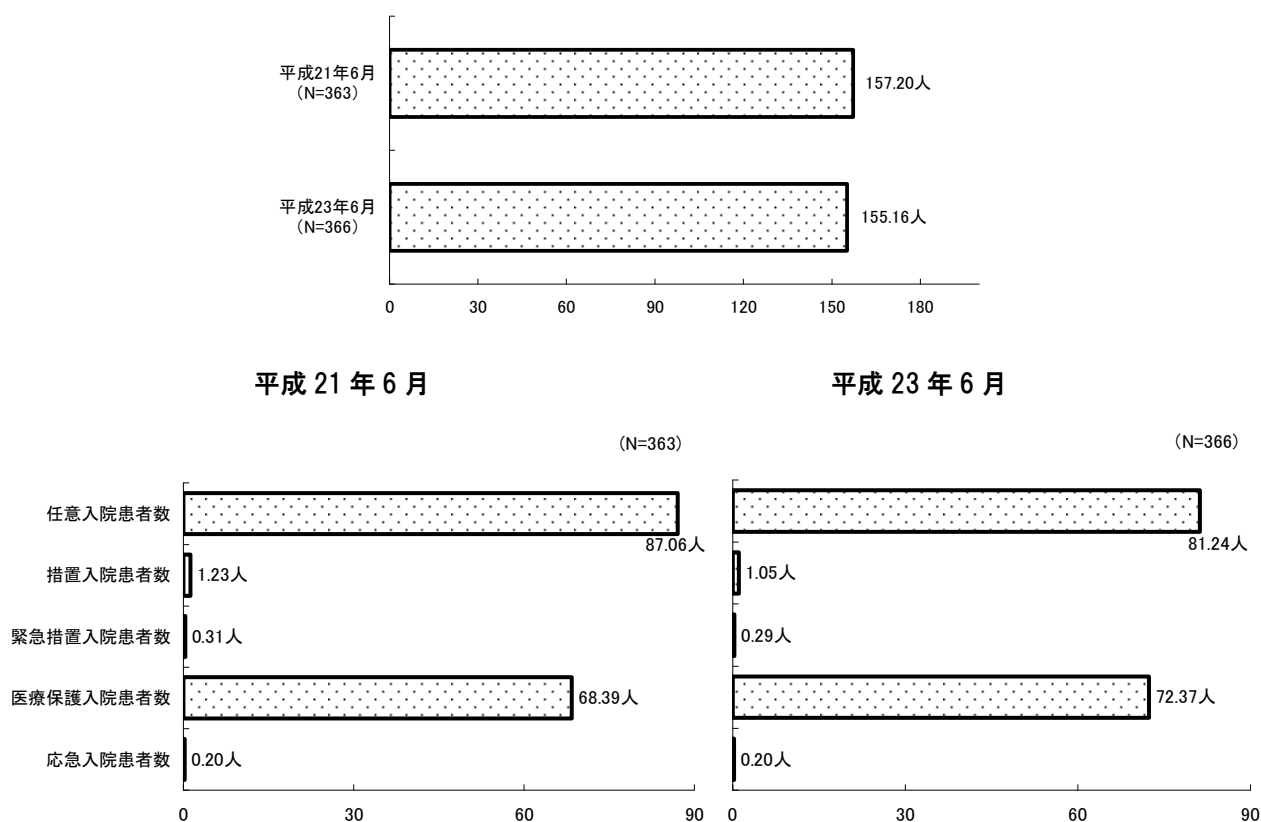 平成21年6月
（N=363）
157.20人
平成23年6月
（N=366）
155.16人
0 30 60 90 120 150 180
平成 21 年 6 月
平成 23 年 6 月
（N=363）
（N=366）
任意入院患者数
87.06人
措置入院患者数
1.23人
緊急措置入院患者数
0.31人
医療保護入院患者数
68.39人
応急入院患者数
0.20人
0 30 60 90
81.24人
1.05人
0.29人
72.37人
0.20人
0 30 60 90